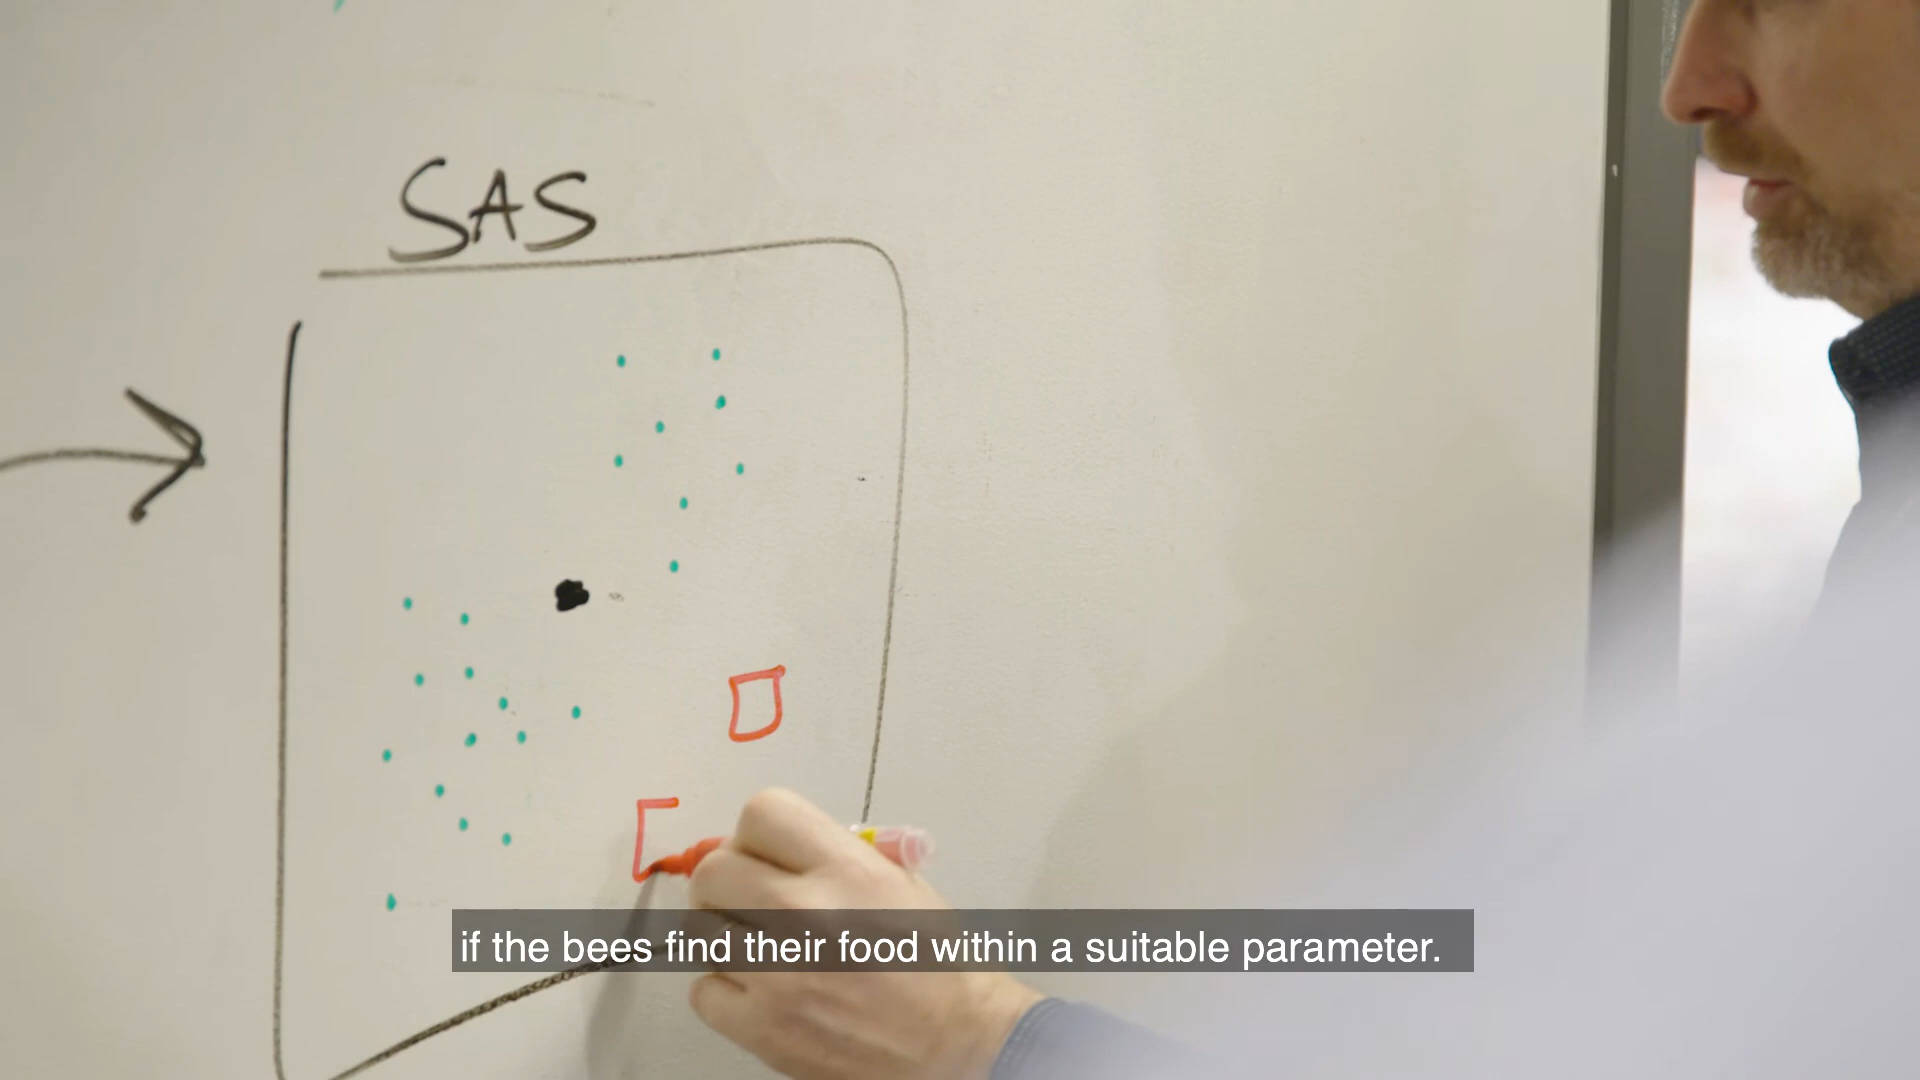 SAS
if the bees find their food within a suitable parameter.